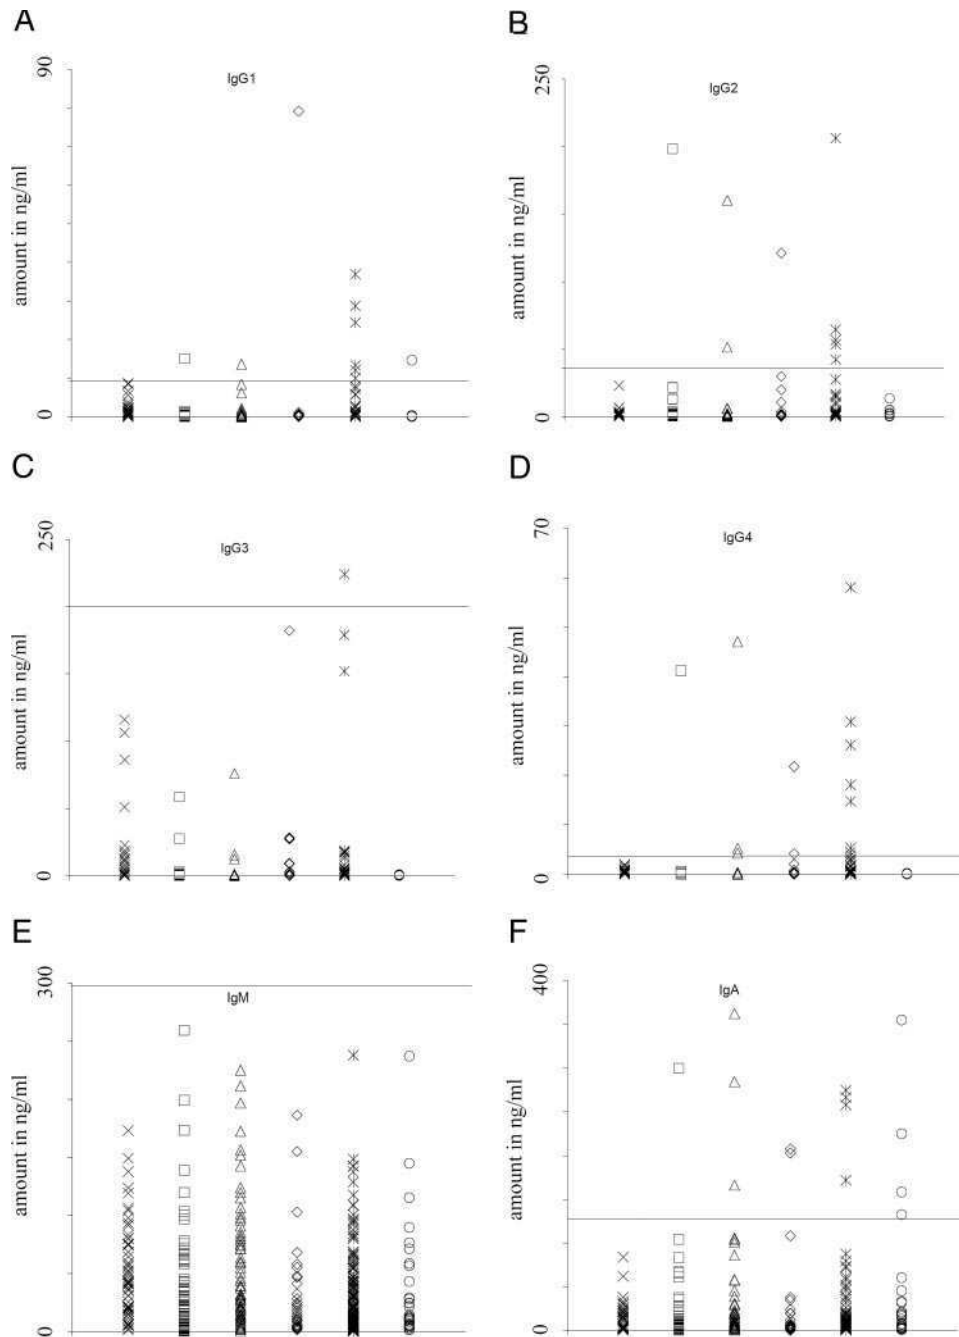 A
90
IgG1
amount in ng/ml
0
B
250
IgG2
amount in ng/ml
0
C
250
IgG3
amount in ng/ml
0
D
70
IgG4
amount in ng/ml
0
E
300
IgM
amount in ng/ml
0
F
400
IgA
amount in ng/ml
0